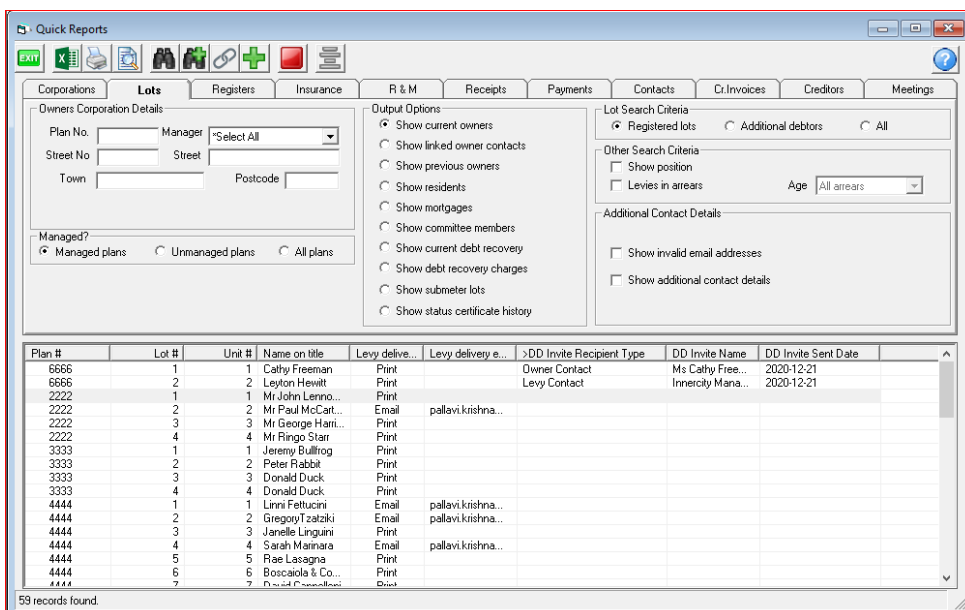 Quick Reports
EXIT
Corporations Lots Registers Insurance R & M Receipts Payments Contacts Cr.Invoices Creditors Meetings
Owners Corporation Details
Plan No. Manager *Select All
Street No Street
Town Postcode
Managed?
Managed plans Unmanaged plans All plans
Output Options
Show current owners
Show linked owner contacts
Show previous owners
Show residents
Show mortgages
Show committee members
Show current debt recovery
Show debt recovery charges
Show submeter lots
Show status certificate history
Lot Search Criteria
Registered lots Additional debtors All
Other Search Criteria
Show position
Levies in arrears Age All arrears
Additional Contact Details
Show invalid email addresses
Show additional contact details
Plan # Lot # Unit # Name on title Levy delive... Levy delivery e... >DD Invite Recipient Type DD Invite Name DD Invite Sent Date
6666 1 1 Cathy Freeman Print Owner Contact Ms Cathy Free... 2020-12-21
6666 2 2 Leyton Hewitt Print Levy Contact Innercity Mana... 2020-12-21
2222 1 1 Mr John Lenno... Print
2222 2 2 Mr Paul McCart... Email pallavi.krishna...
2222 3 3 Mr George Harri... Print
2222 4 4 Mr Ringo Starr Print
3333 1 1 Jeremy Bullfrog Print
3333 2 2 Peter Rabbit Print
3333 3 3 Donald Duck Print
3333 4 4 Donald Duck Print
4444 1 1 Linni Fettucini Email pallavi.krishna...
4444 2 2 GregoryTzatziki Email pallavi.krishna...
4444 3 3 Janelle Linguini Print
4444 4 4 Sarah Marinara Email pallavi.krishna...
4444 5 5 Rae Lasagna Print
4444 6 6 Boscaiola & Co... Print
4444 7 7 David Cannelloni Print
59 records found.